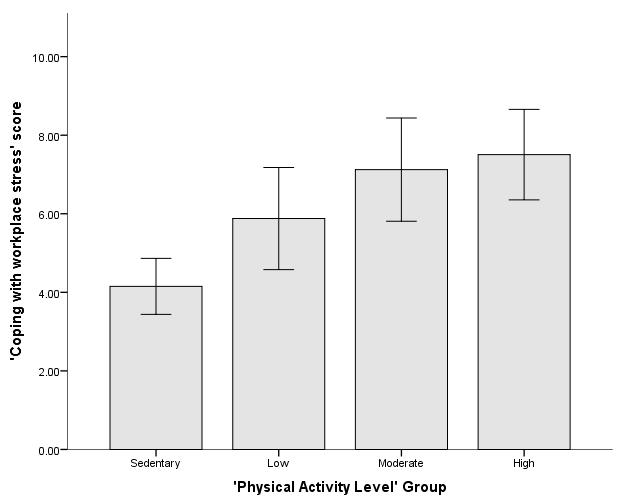 10.00
8.00
6.00
4.00
2.00
0.00
'Coping with workplace stress' score
Sedentary Low Moderate High
'Physical Activity Level' Group